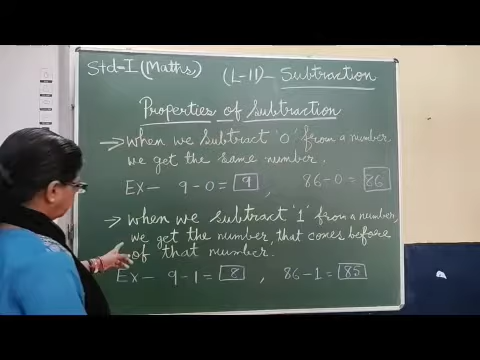 Std-I (Maths) (L-11) - Subtraction
Properties of Subtraction
→ When we subtract '0' from a number we get the same number.
Ex- 9-0= 9 , 86-0= 86
→ When we subtract '1' from a number, we get the number, that comes before of that number.
Ex- 9-1= 8 , 86-1= 85